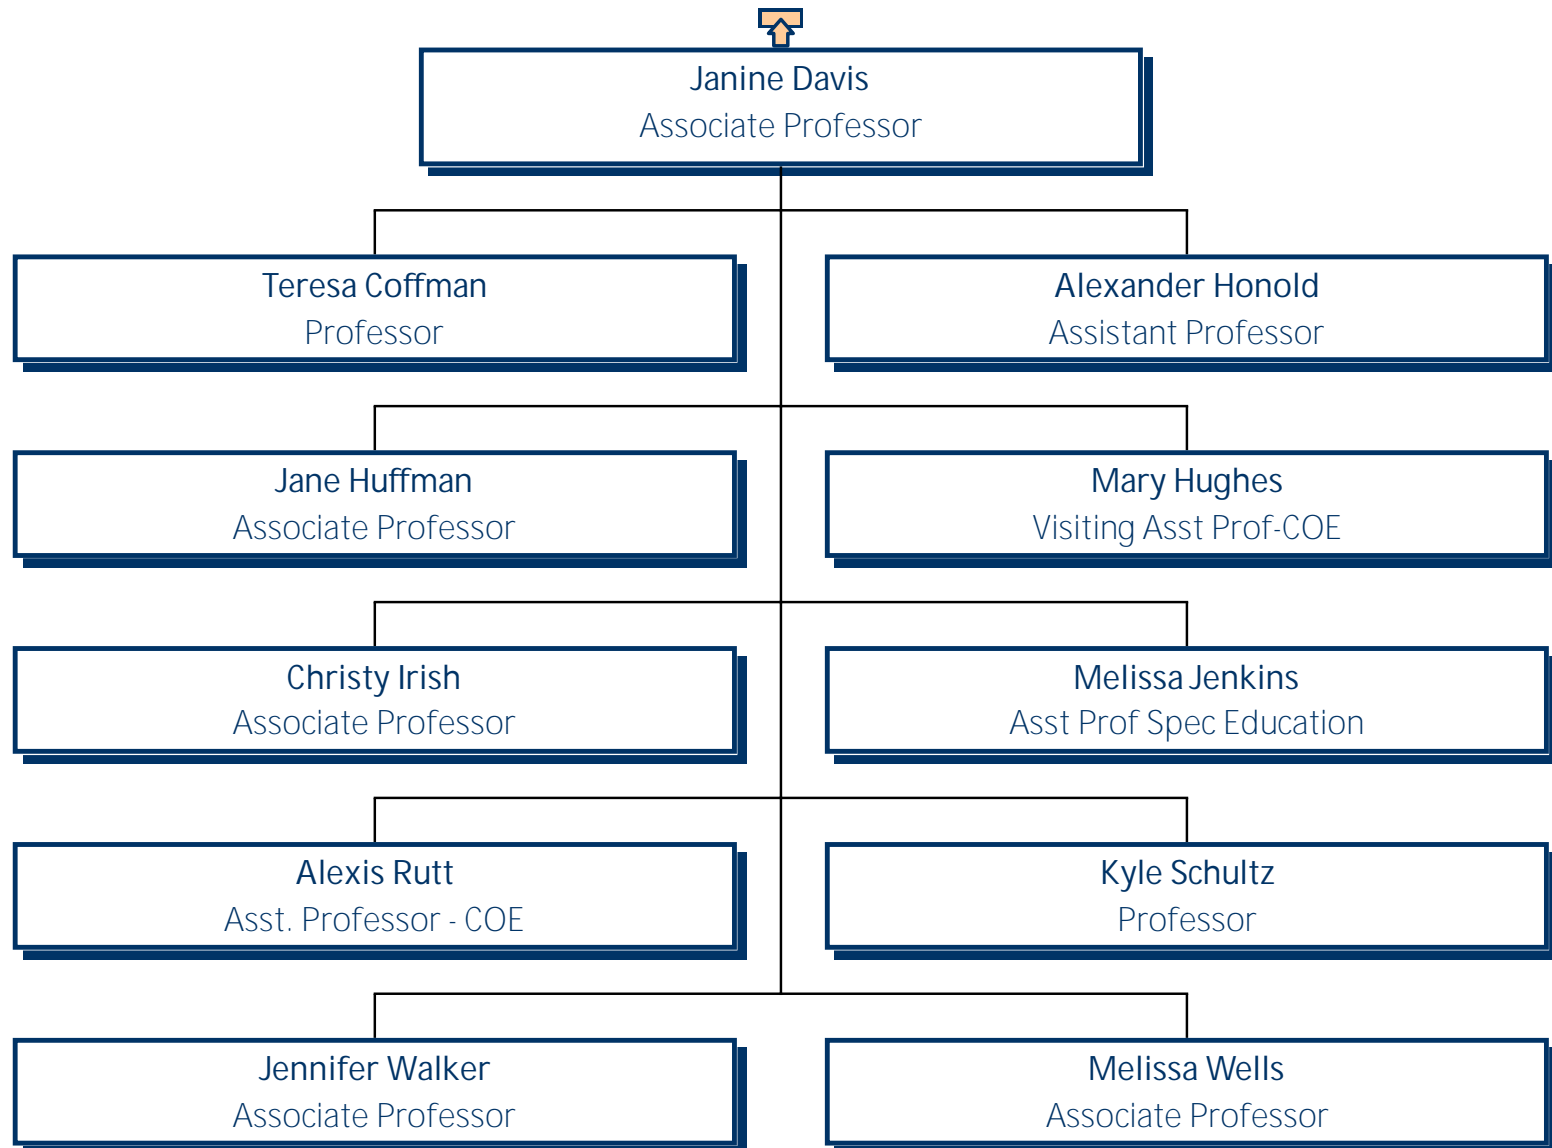 Janine Davis
Associate Professor
Teresa Coffman
Professor
Alexander Honold
Assistant Professor
Jane Huffman
Associate Professor
Mary Hughes
Visiting Asst Prof-COE
Christy Irish
Associate Professor
Melissa Jenkins
Asst Prof Spec Education
Alexis Rutt
Asst. Professor - COE
Kyle Schultz
Professor
Jennifer Walker
Associate Professor
Melissa Wells
Associate Professor